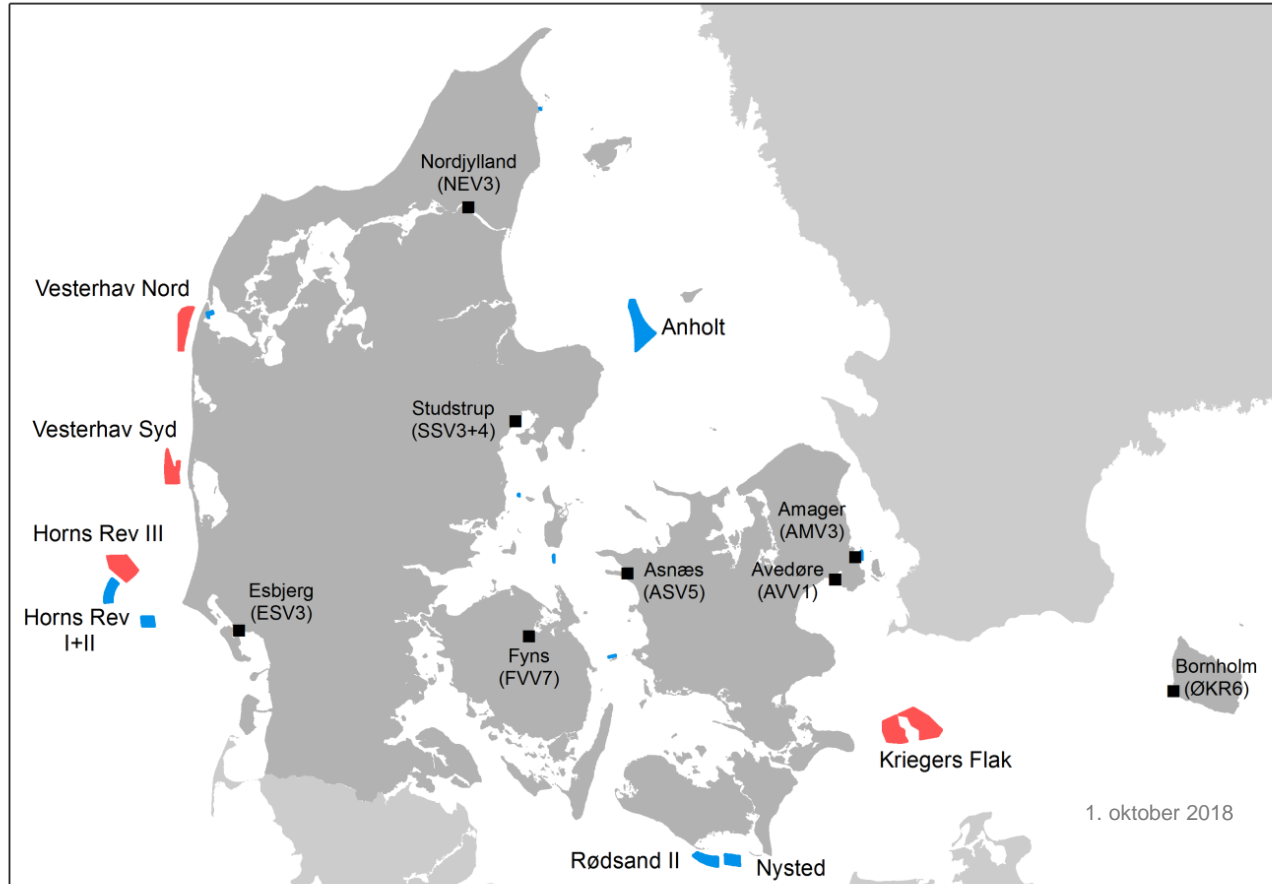 Nordjylland
(NEV3)
Vesterhav Nord
Anholt
Studstrup
(SSV3+4)
Vesterhav Syd
Horns Rev III
Amager
(AMV3)
Asnæs
(ASV5)
Avedøre
(AVV1)
Esbjerg
(ESV3)
Horns Rev
I+II
Fyns
(FVV7)
Bornholm
(ØKR6)
Kriegers Flak
1. oktober 2018
Rødsand II
Nysted